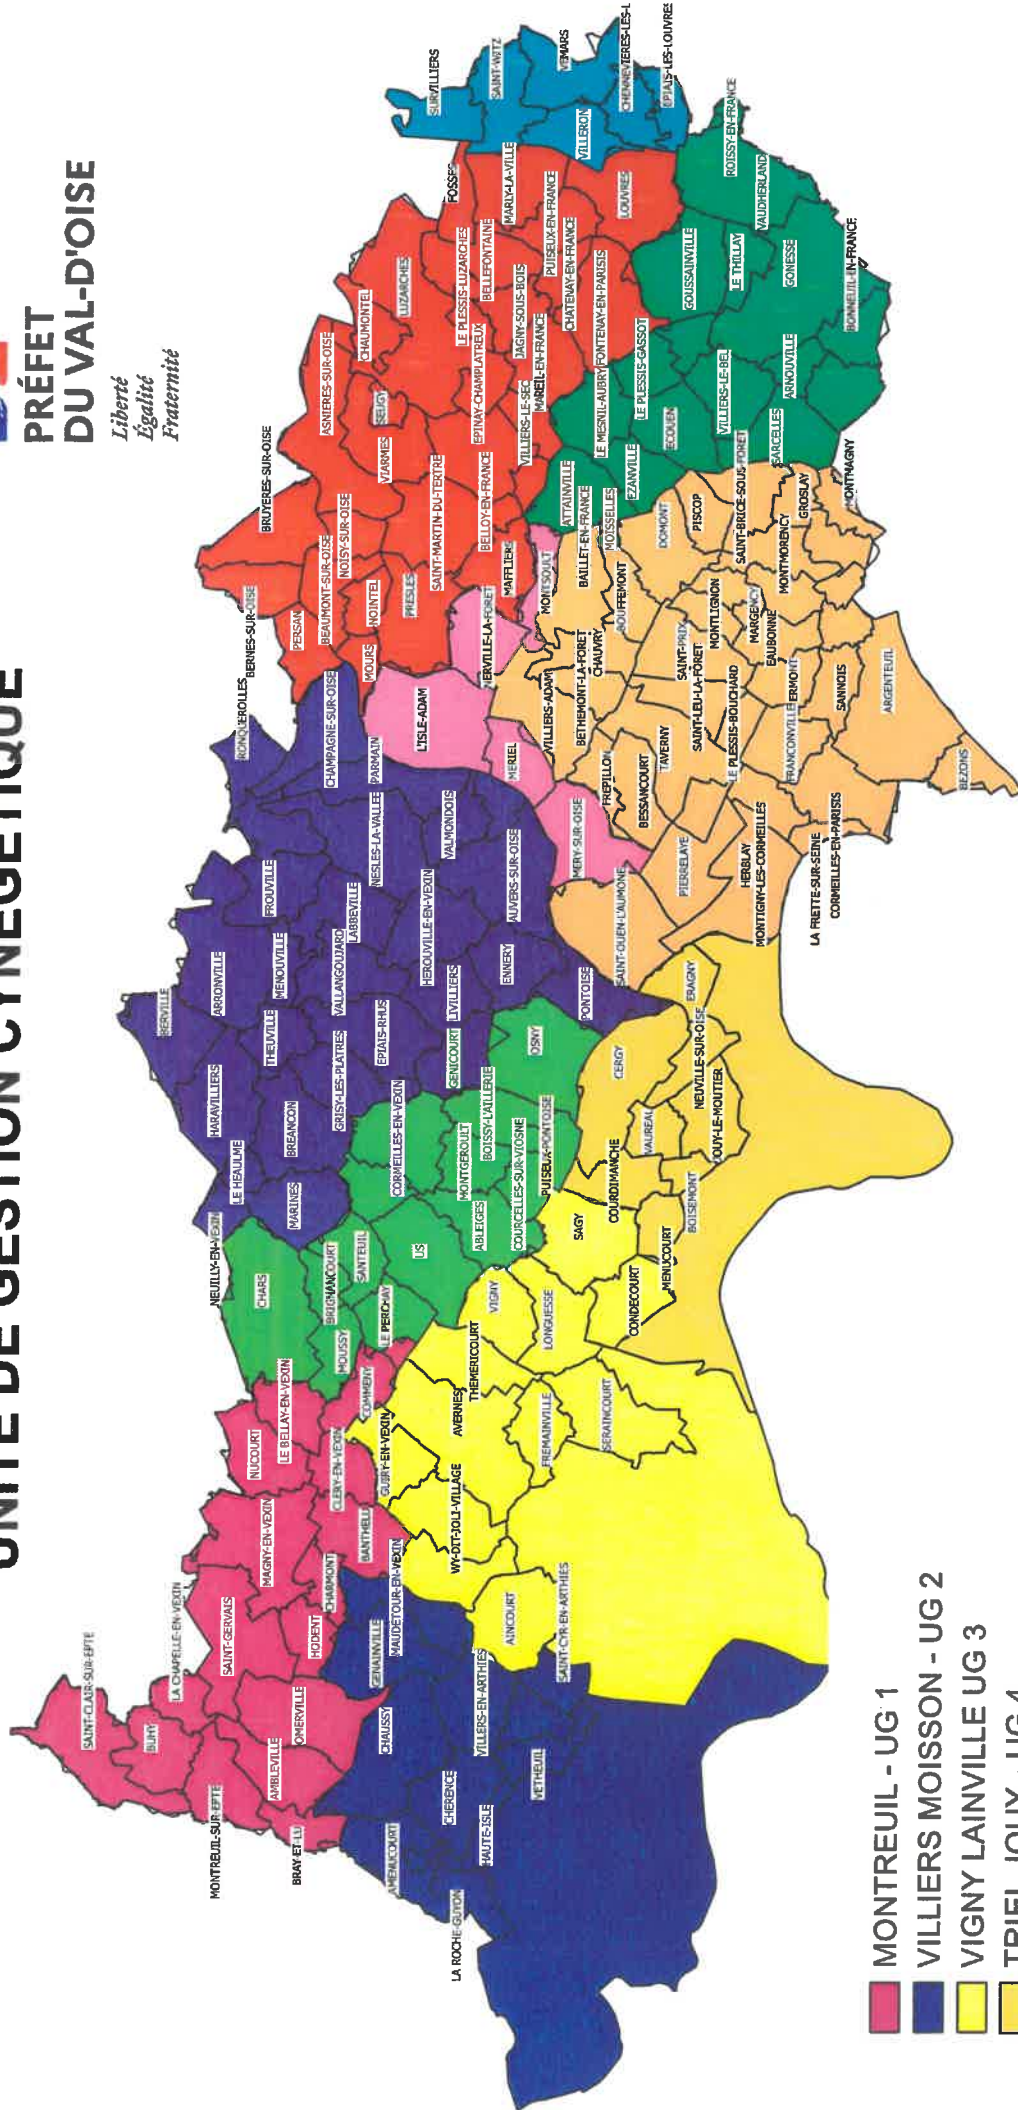 UNITE DE GESTION CYNEGETIQUE
PRÉFET
DU VAL-D'OISE
Liberté
Égalité
Fraternité
SAINT-CLAIR-SUR-EPTE
BUHY
LA CHAPELLE-EN-VEXIN
MONTREUIL-SUR-EPTE
SAINT-GERVAIS
AMBLEVILLE
OMERVILLE
HODENT
BRAY-ET-LU
MAGNY-EN-VEXIN
CHARMONT
BANTHELU
NUCOURT
LE BELLAY-EN-VEXIN
CLERY-EN-VEXIN
COMMENY
GENAINVILLE
MAUDETOUR-EN-VEXIN
CHAUSSY
AMENUCOURT
CHERENCE
VILLERS-EN-ARTHIES
HAUTE-ISLE
LA ROCHE-GUYON
VETHEUIL
SAINT-CYR-EN-ARTHIES
AINCOURT
WY-DIT-JOLI-VILLAGE
GUIRY-EN-VEXIN
AVERNES
THEMERICOURT
FREMAINVILLE
SERAINCOURT
LONGUESSE
VIGNY
SAGY
CONDECOURT
MENUCOURT
COURDIMANCHE
BOISEMONT
VAUREAL
JOUY-LE-MOUTIER
NEUVILLE-SUR-OISE
CERGY
ERAGNY
NEUILLY-EN-VEXIN
CHARS
BRIGNANCOURT
MOUSSY
SANTEUIL
LE PERCHAY
US
ABLEIGES
MONTGEROULT
COURCELLES-SUR-VIOSNE
BOISSY-L'AILLERIE
PUISEUX-PONTOISE
CORMEILLES-EN-VEXIN
GENICOURT
OSNY
LE HEAULME
MARINES
HARAVILLIERS
BREANCON
BERVILLE
ARRONVILLE
THEUVILLE
GRISY-LES-PLATRES
MENOUVILLE
VALLANGOUJARD
EPIAIS-RHUS
LIVILLIERS
HEROUVILLE-EN-VEXIN
ENNERY
PONTOISE
FROUVILLE
LABBEVILLE
NESLES-LA-VALLEE
VALMONDOIS
AUVERS-SUR-OISE
RONQUEROLLES
CHAMPAGNE-SUR-OISE
PARMAIN
L'ISLE-ADAM
MERIEL
MERY-SUR-OISE
NERVILLE-LA-FORET
MONTSOULT
BERNES-SUR-OISE
BRUYERES-SUR-OISE
PERSAN
BEAUMONT-SUR-OISE
NOISY-SUR-OISE
NOINTEL
MOURS
PRESLES
SAINT-MARTIN-DU-TERTRE
BELLOY-EN-FRANCE
MAFFLIERS
VIARMES
SEUGY
ASNIERES-SUR-OISE
CHAUMONTEL
LUZARCHES
LE PLESSIS-LUZARCHES
BELLEFONTAINE
EPINAY-CHAMPLATREUX
JAGNY-SOUS-BOIS
VILLIERS-LE-SEC
MAREIL-EN-FRANCE
CHATENAY-EN-FRANCE
PUISEUX-EN-FRANCE
FONTENAY-EN-PARISIS
FOSSES
MARLY-LA-VILLE
LOUVRES
SURVILLIERS
SAINT-WITZ
VEMARS
VILLERON
CHENNEVIERES-LES-L
EPIAIS-LES-LOUVRES
ROISSY-EN-FRANCE
VAUDHERLAND
GOUSSAINVILLE
LE THILLAY
GONESSE
BONNEUIL-EN-FRANCE
LE MESNIL-AUBRY
LE PLESSIS-GASSOT
VILLIERS-LE-BEL
ARNOUVILLE
SARCELLES
ECOUEN
EZANVILLE
ATTAINVILLE
MOISSELLES
BAILLET-EN-FRANCE
BOUFFEMONT
DOMONT
PISCOP
SAINT-BRICE-SOUS-FORET
GROSLAY
MONTMAGNY
MONTMORENCY
MONTLIGNON
MARGENCY
EAUBONNE
SAINT-PRIX
SAINT-LEU-LA-FORET
LE PLESSIS-BOUCHARD
ERMONT
FRANCONVILLE
SANNOIS
ARGENTEUIL
BEZONS
CHAUVRY
BETHEMONT-LA-FORET
VILLIERS-ADAM
FREPILLON
BESSANCOURT
TAVERNY
PIERRELAYE
SAINT-OUEN-L'AUMONE
HERBLAY
MONTIGNY-LES-CORMEILLES
LA FRETTE-SUR-SEINE
CORMEILLES-EN-PARISIS
MONTREUIL - UG 1
VILLIERS MOISSON - UG 2
VIGNY LAINVILLE UG 3
TRIEL JOUY - UG 4